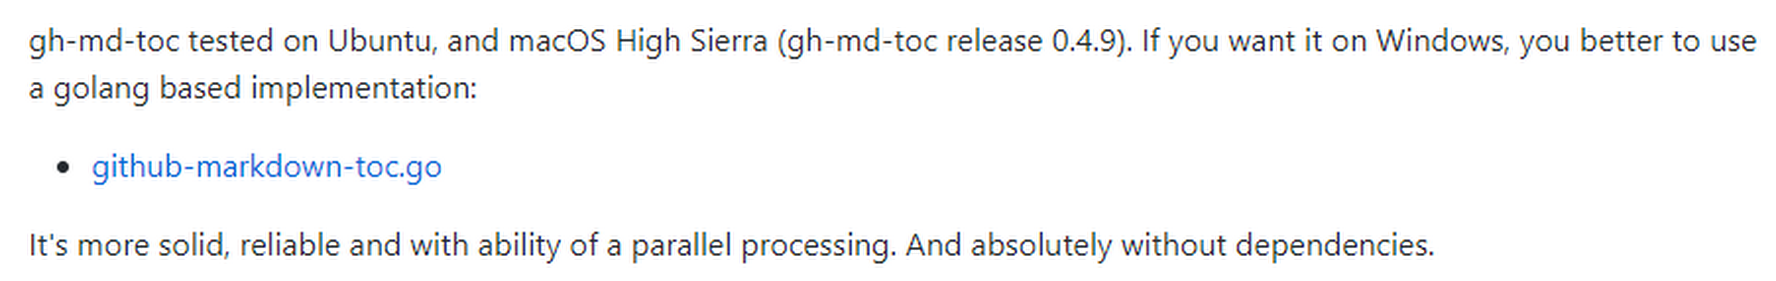 gh-md-toc tested on Ubuntu, and macOS High Sierra (gh-md-toc release 0.4.9). If you want it on Windows, you better to use
a golang based implementation:
• github-markdown-toc.go
It's more solid, reliable and with ability of a parallel processing. And absolutely without dependencies.